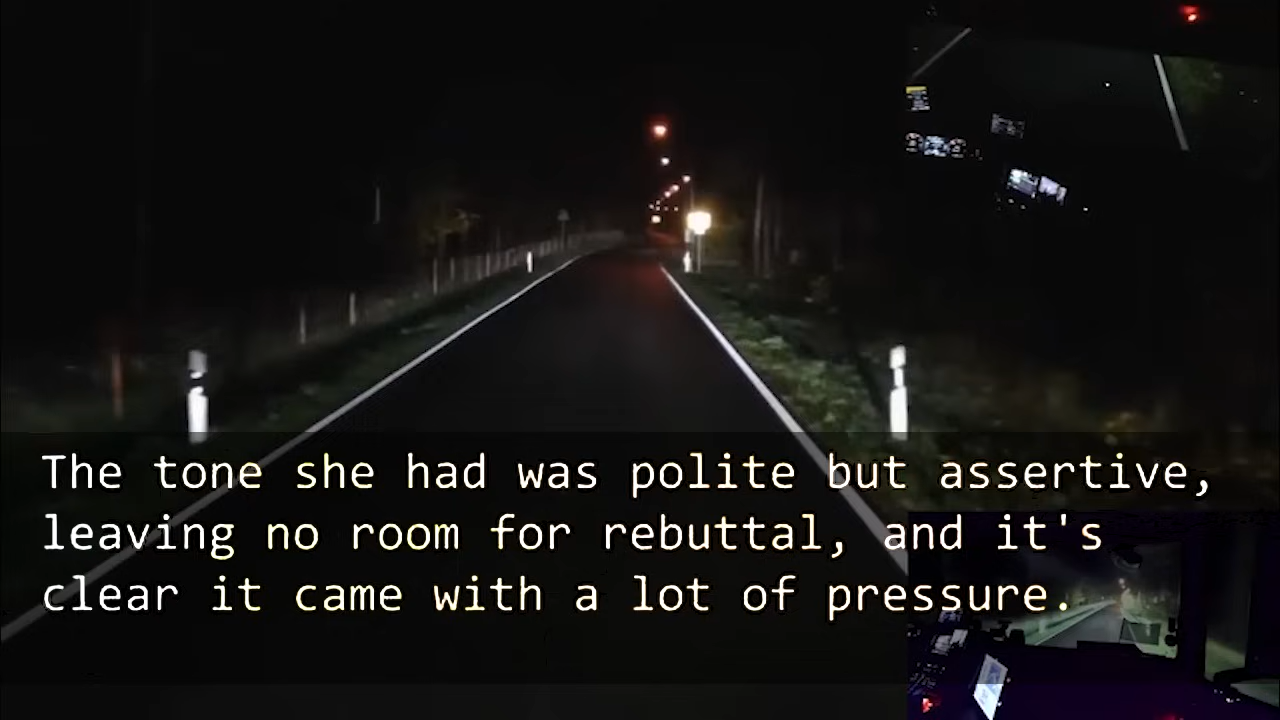 The tone she had was polite but assertive,
leaving no room for rebuttal, and it's
clear it came with a lot of pressure.